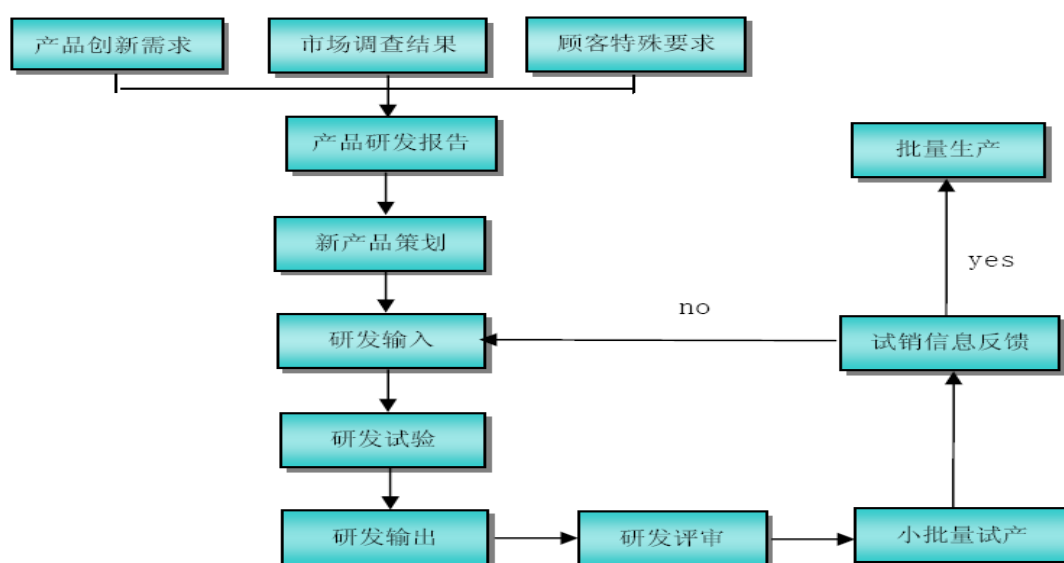 产品创新需求
市场调查结果
顾客特殊要求
产品研发报告
批量生产
新产品策划
yes
no
研发输入
试销信息反馈
研发试验
研发输出
研发评审
小批量试产